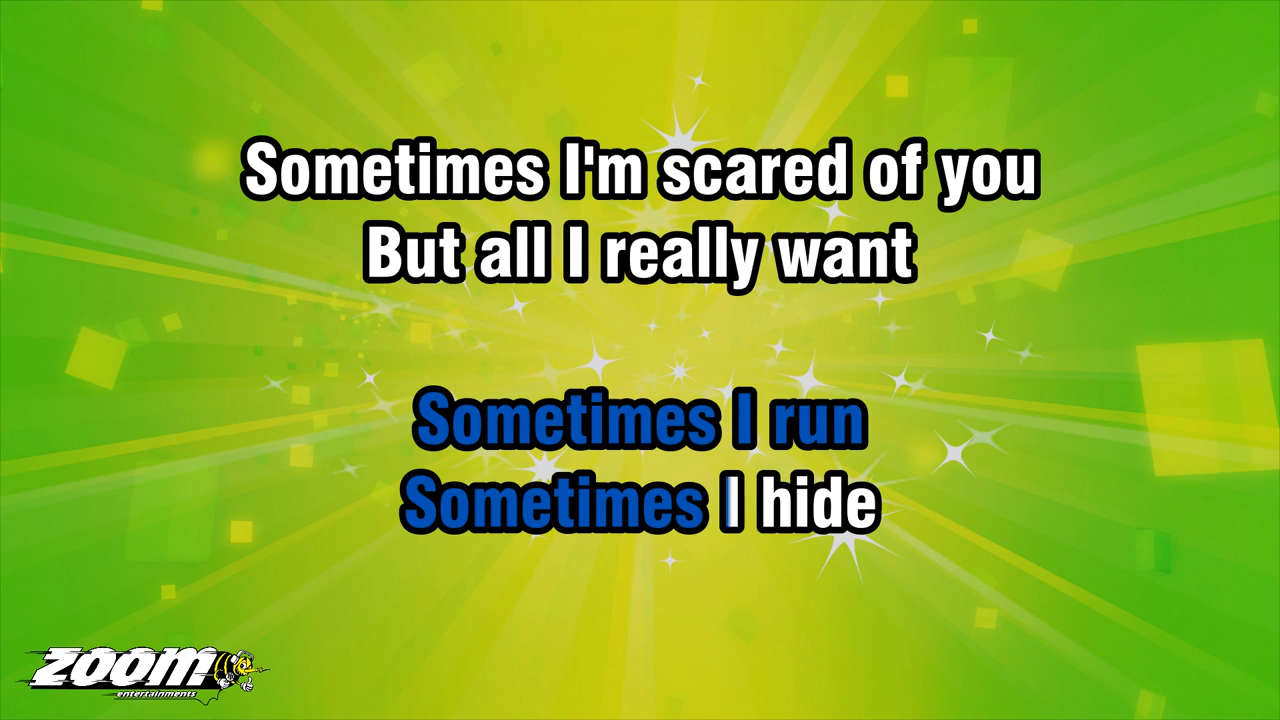 Sometimes I'm scared of you
But all I really want
Sometimes I run
Sometimes I hide
zoom
entertainments